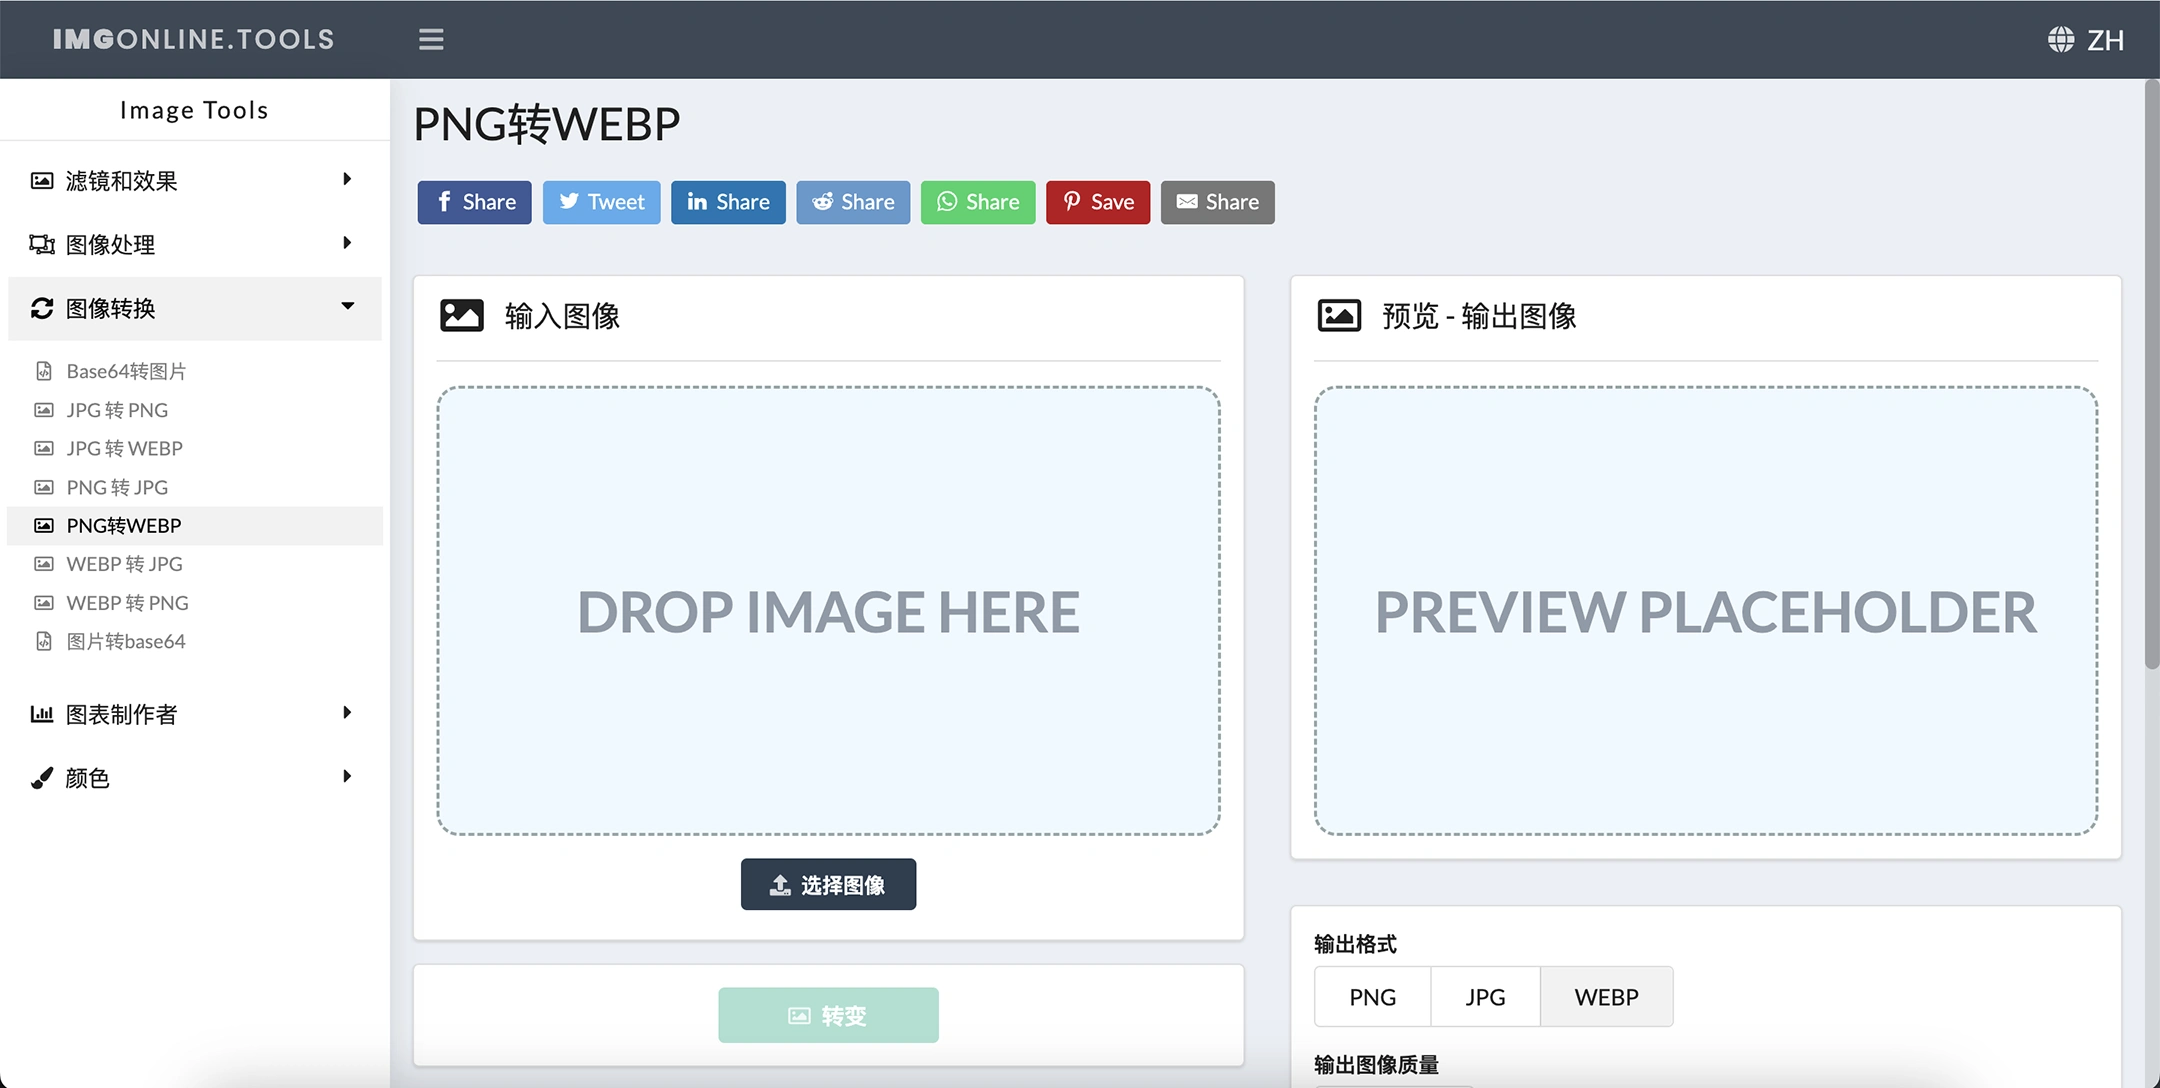 IMGONLINE.TOOLS
ZH
Image Tools
滤镜和效果
图像处理
图像转换
Base64转图片
JPG 转 PNG
JPG 转 WEBP
PNG 转 JPG
PNG转WEBP
WEBP 转 JPG
WEBP 转 PNG
图片转base64
图表制作者
颜色
PNG转WEBP
Share
Tweet
Share
Share
Share
Save
Share
输入图像
DROP IMAGE HERE
选择图像
转变
预览 - 输出图像
PREVIEW PLACEHOLDER
输出格式
PNG
JPG
WEBP
输出图像质量